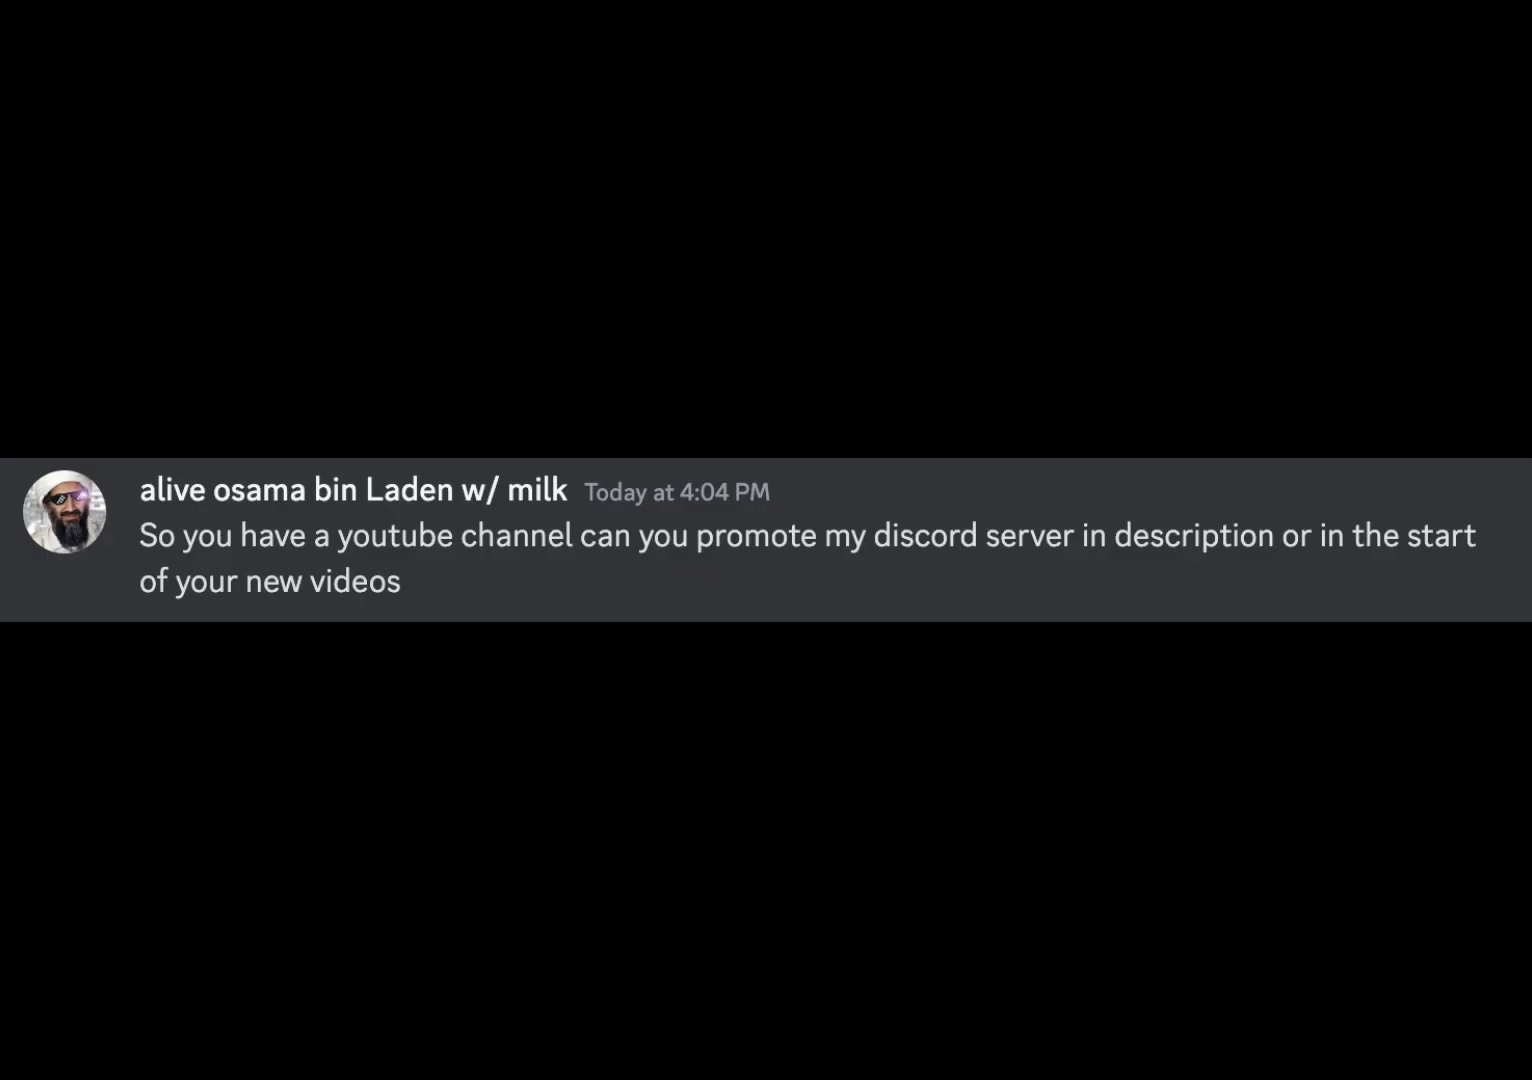 alive osama bin Laden w/ milk Today at 4:04 PM
So you have a youtube channel can you promote my discord server in description or in the start
of your new videos